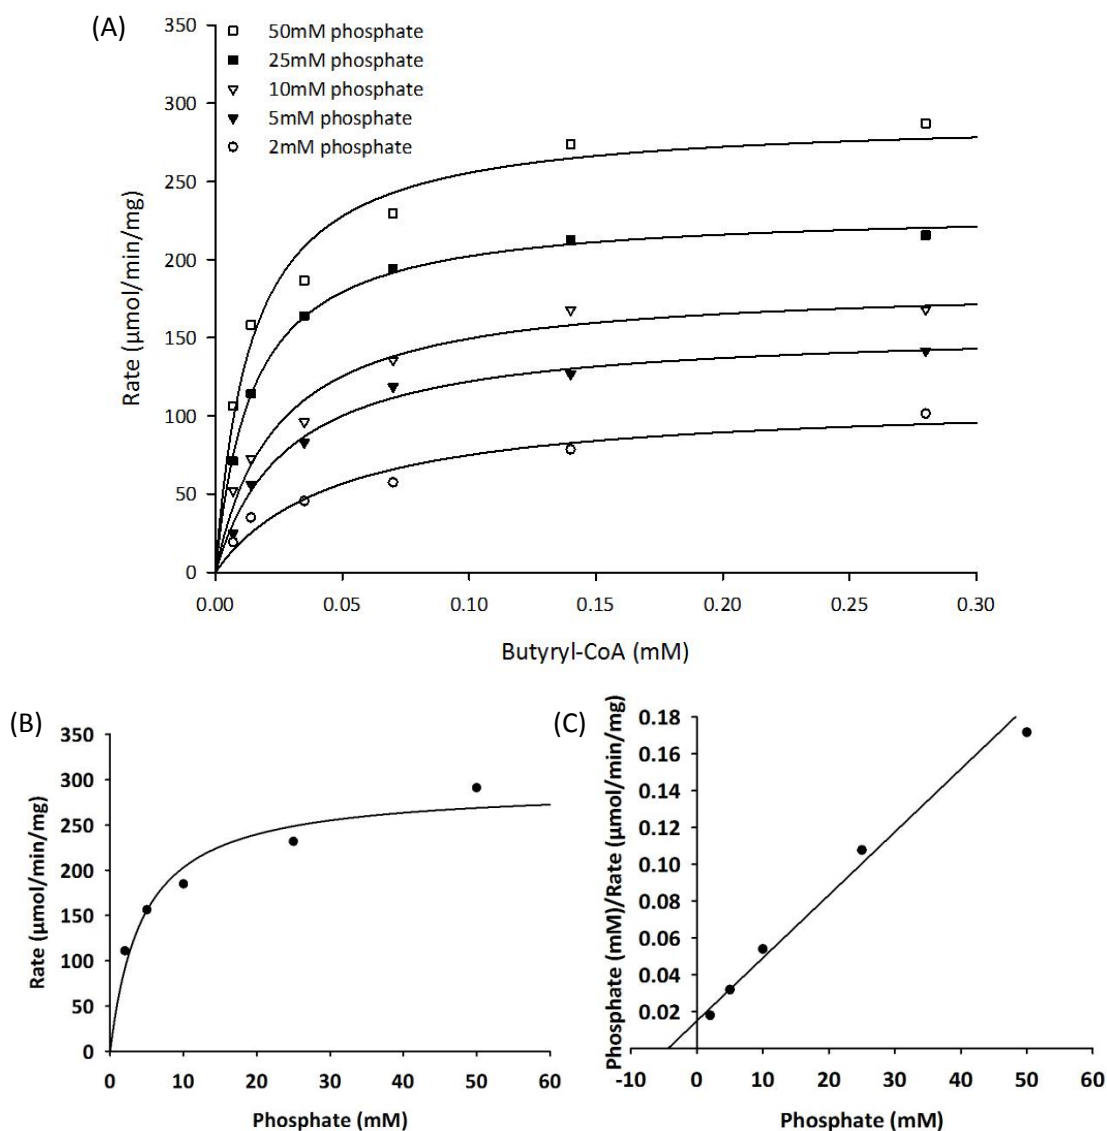 (A)
350
300
250
200
150
100
50
0
Rate (µmol/min/mg)
50mM phosphate
25mM phosphate
10mM phosphate
5mM phosphate
2mM phosphate
0.00 0.05 0.10 0.15 0.20 0.25 0.30
Butyryl-CoA (mM)
(B)
350
300
250
200
150
100
50
0
Rate (µmol/min/mg)
0 10 20 30 40 50 60
Phosphate (mM)
(C)
0.18
0.16
0.14
0.12
0.10
0.08
0.06
0.04
0.02
Phosphate (mM)/Rate (µmol/min/mg)
-10 0 10 20 30 40 50 60
Phosphate (mM)